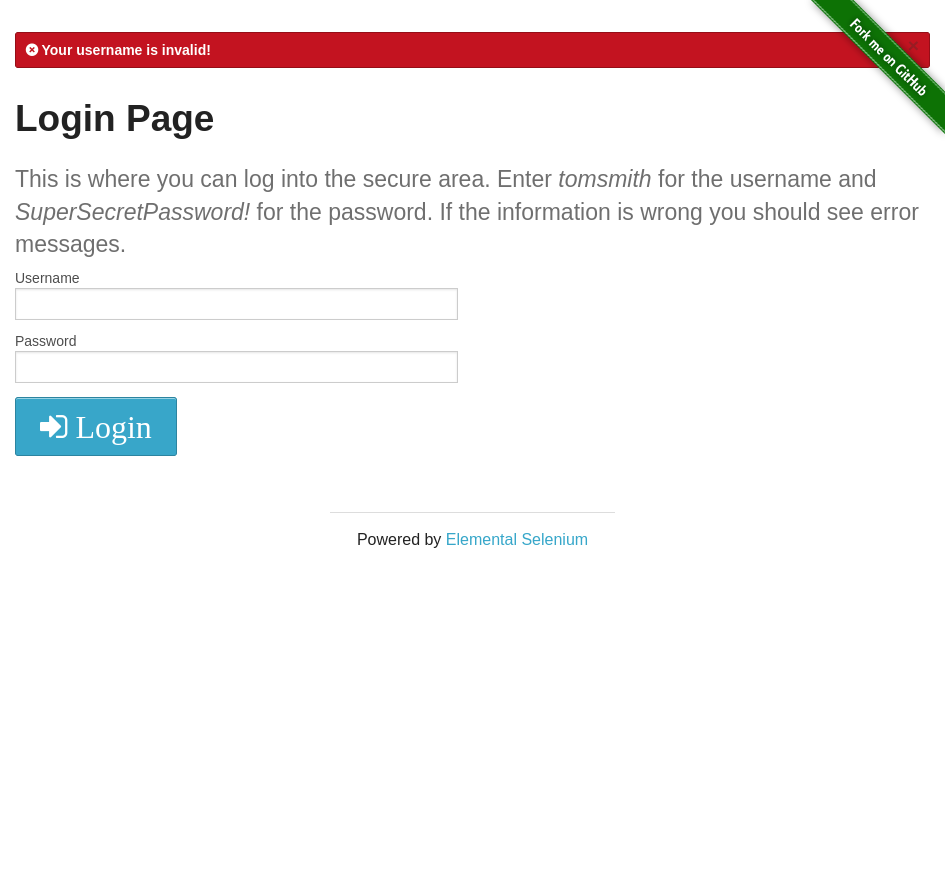 Your username is invalid!
Fork me on GitHub
Login Page
This is where you can log into the secure area. Enter tomsmith for the username and
SuperSecretPassword! for the password. If the information is wrong you should see error
messages.
Username
Password
Login
Powered by Elemental Selenium